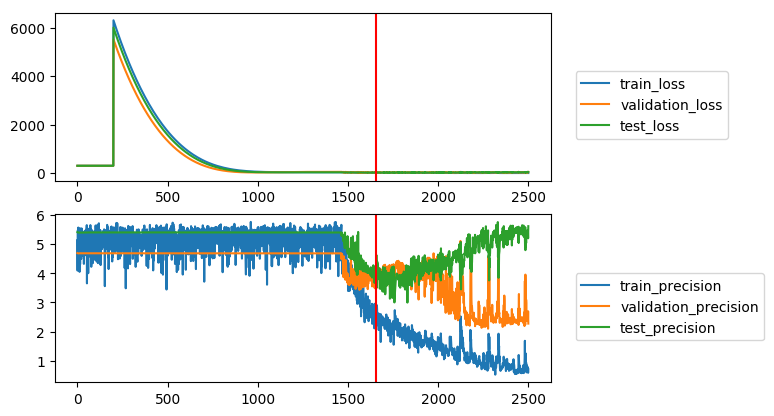 6000
4000
2000
0
0 500 1000 1500 2000 2500
train_loss
validation_loss
test_loss
6
5
4
3
2
1
0 500 1000 1500 2000 2500
train_precision
validation_precision
test_precision